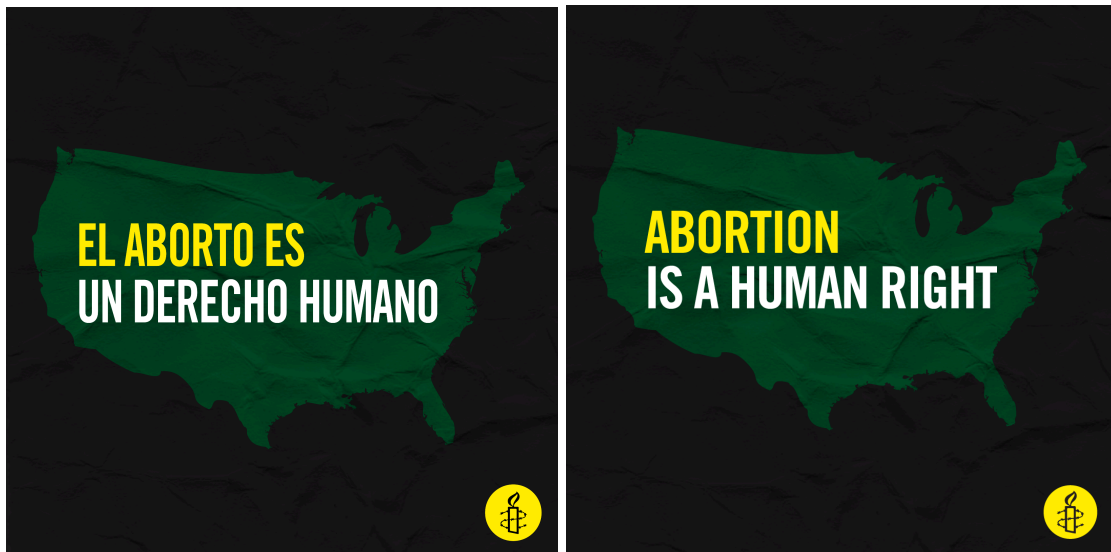 EL ABORTO ES
UN DERECHO HUMANO
ABORTION
IS A HUMAN RIGHT